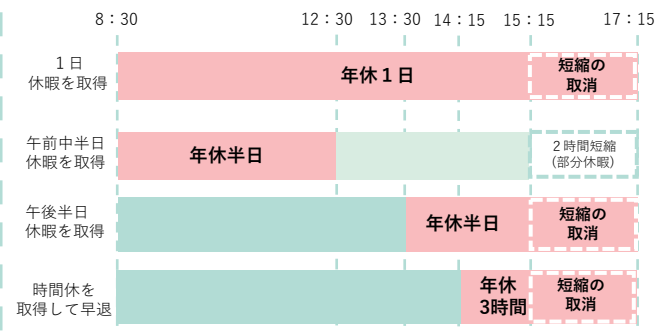 8：30 12：30 13：30 14：15 15：15 17：15
１日
休暇を取得
年休１日
短縮の
取消
午前中半日
休暇を取得
年休半日
２時間短縮
(部分休暇)
午後半日
休暇を取得
年休半日
短縮の
取消
時間休を
取得して早退
年休
3時間
短縮の
取消